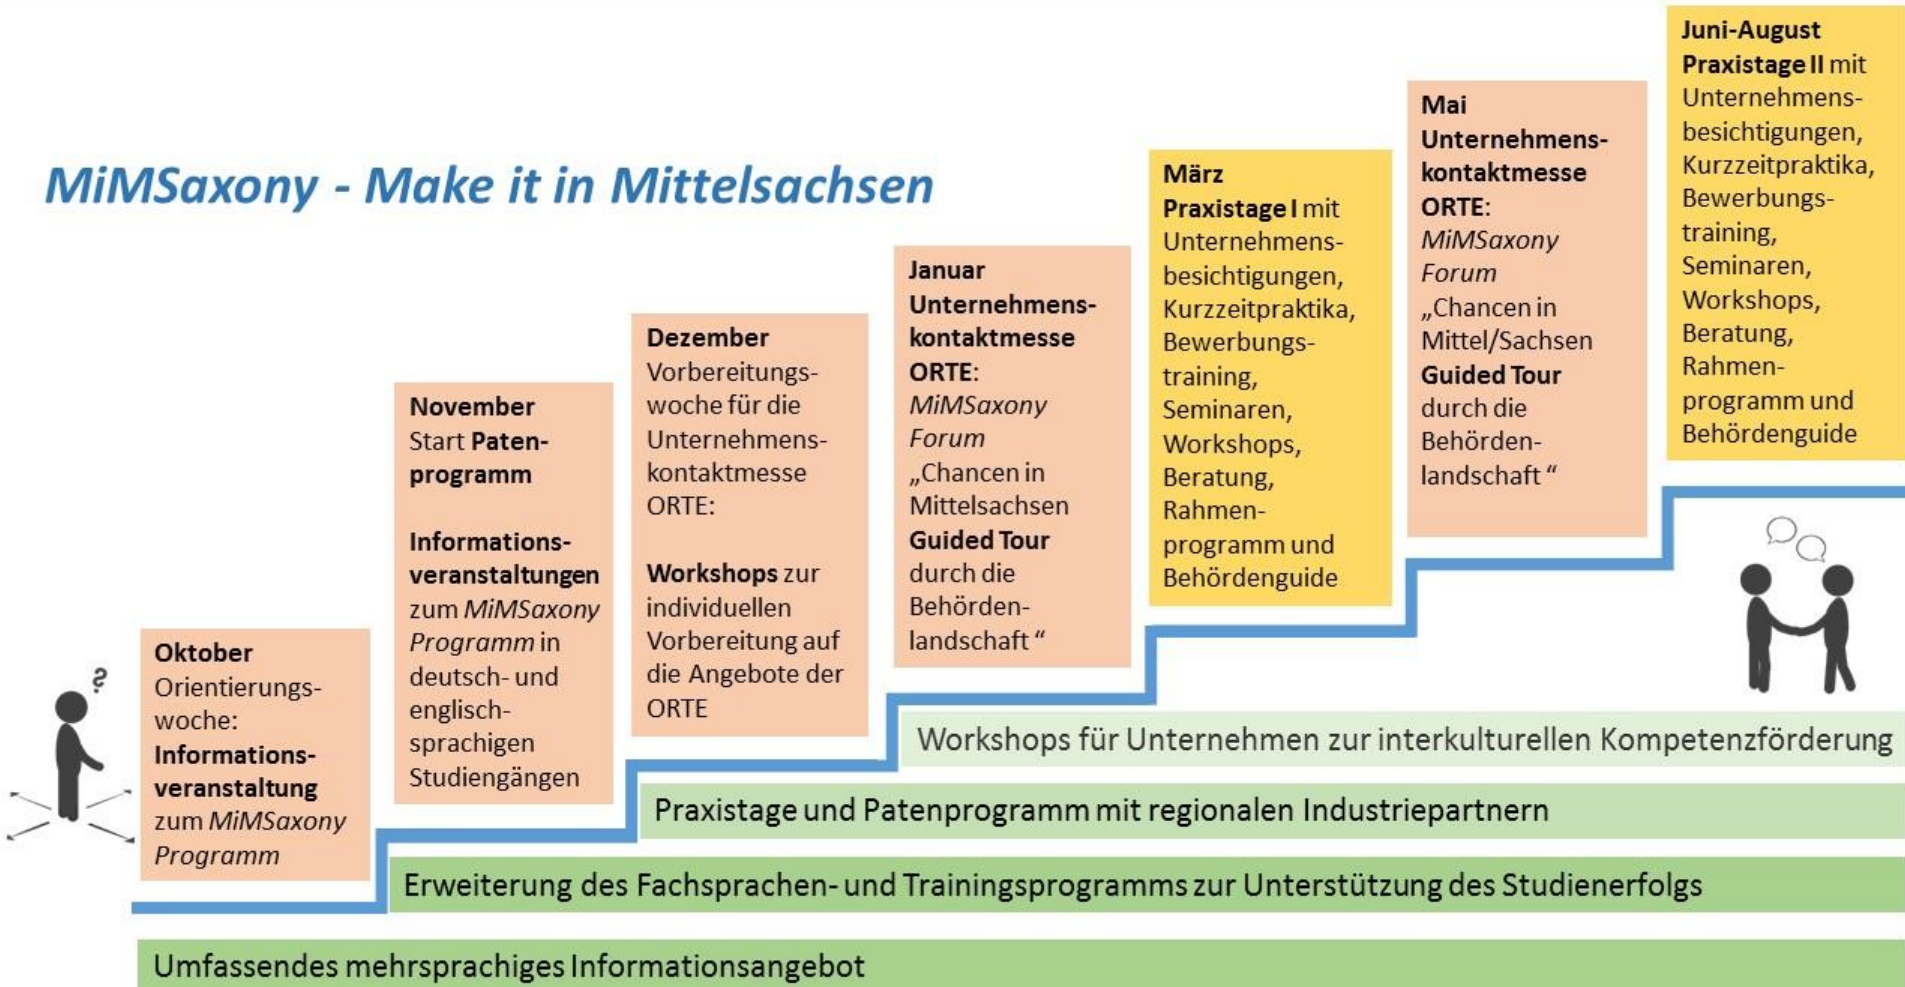 MiMSaxony - Make it in Mittelsachsen
Oktober
Orientierungs-
woche:
Informations-
veranstaltung
zum MiMSaxony
Programm
November
Start Paten-
programm
Informations-
veranstaltungen
zum MiMSaxony
Programm in
deutsch- und
englisch-
sprachigen
Studiengängen
Dezember
Vorbereitungs-
woche für die
Unternehmens-
kontaktmesse
ORTE:
Workshops zur
individuellen
Vorbereitung auf
die Angebote der
ORTE
Januar
Unternehmens-
kontaktmesse
ORTE:
MiMSaxony
Forum
„Chancen in
Mittelsachsen
Guided Tour
durch die
Behörden-
landschaft “
März
Praxistage I mit
Unternehmens-
besichtigungen,
Kurzzeitpraktika,
Bewerbungs-
training,
Seminaren,
Workshops,
Beratung,
Rahmen-
programm und
Behördenguide
Mai
Unternehmens-
kontaktmesse
ORTE:
MiMSaxony
Forum
„Chancen in
Mittel/Sachsen
Guided Tour
durch die
Behörden-
landschaft “
Juni-August
Praxistage II mit
Unternehmens-
besichtigungen,
Kurzzeitpraktika,
Bewerbungs-
training,
Seminaren,
Workshops,
Beratung,
Rahmen-
programm und
Behördenguide
?
Workshops für Unternehmen zur interkulturellen Kompetenzförderung
Praxistage und Patenprogramm mit regionalen Industriepartnern
Erweiterung des Fachsprachen- und Trainingsprogramms zur Unterstützung des Studienerfolgs
Umfassendes mehrsprachiges Informationsangebot